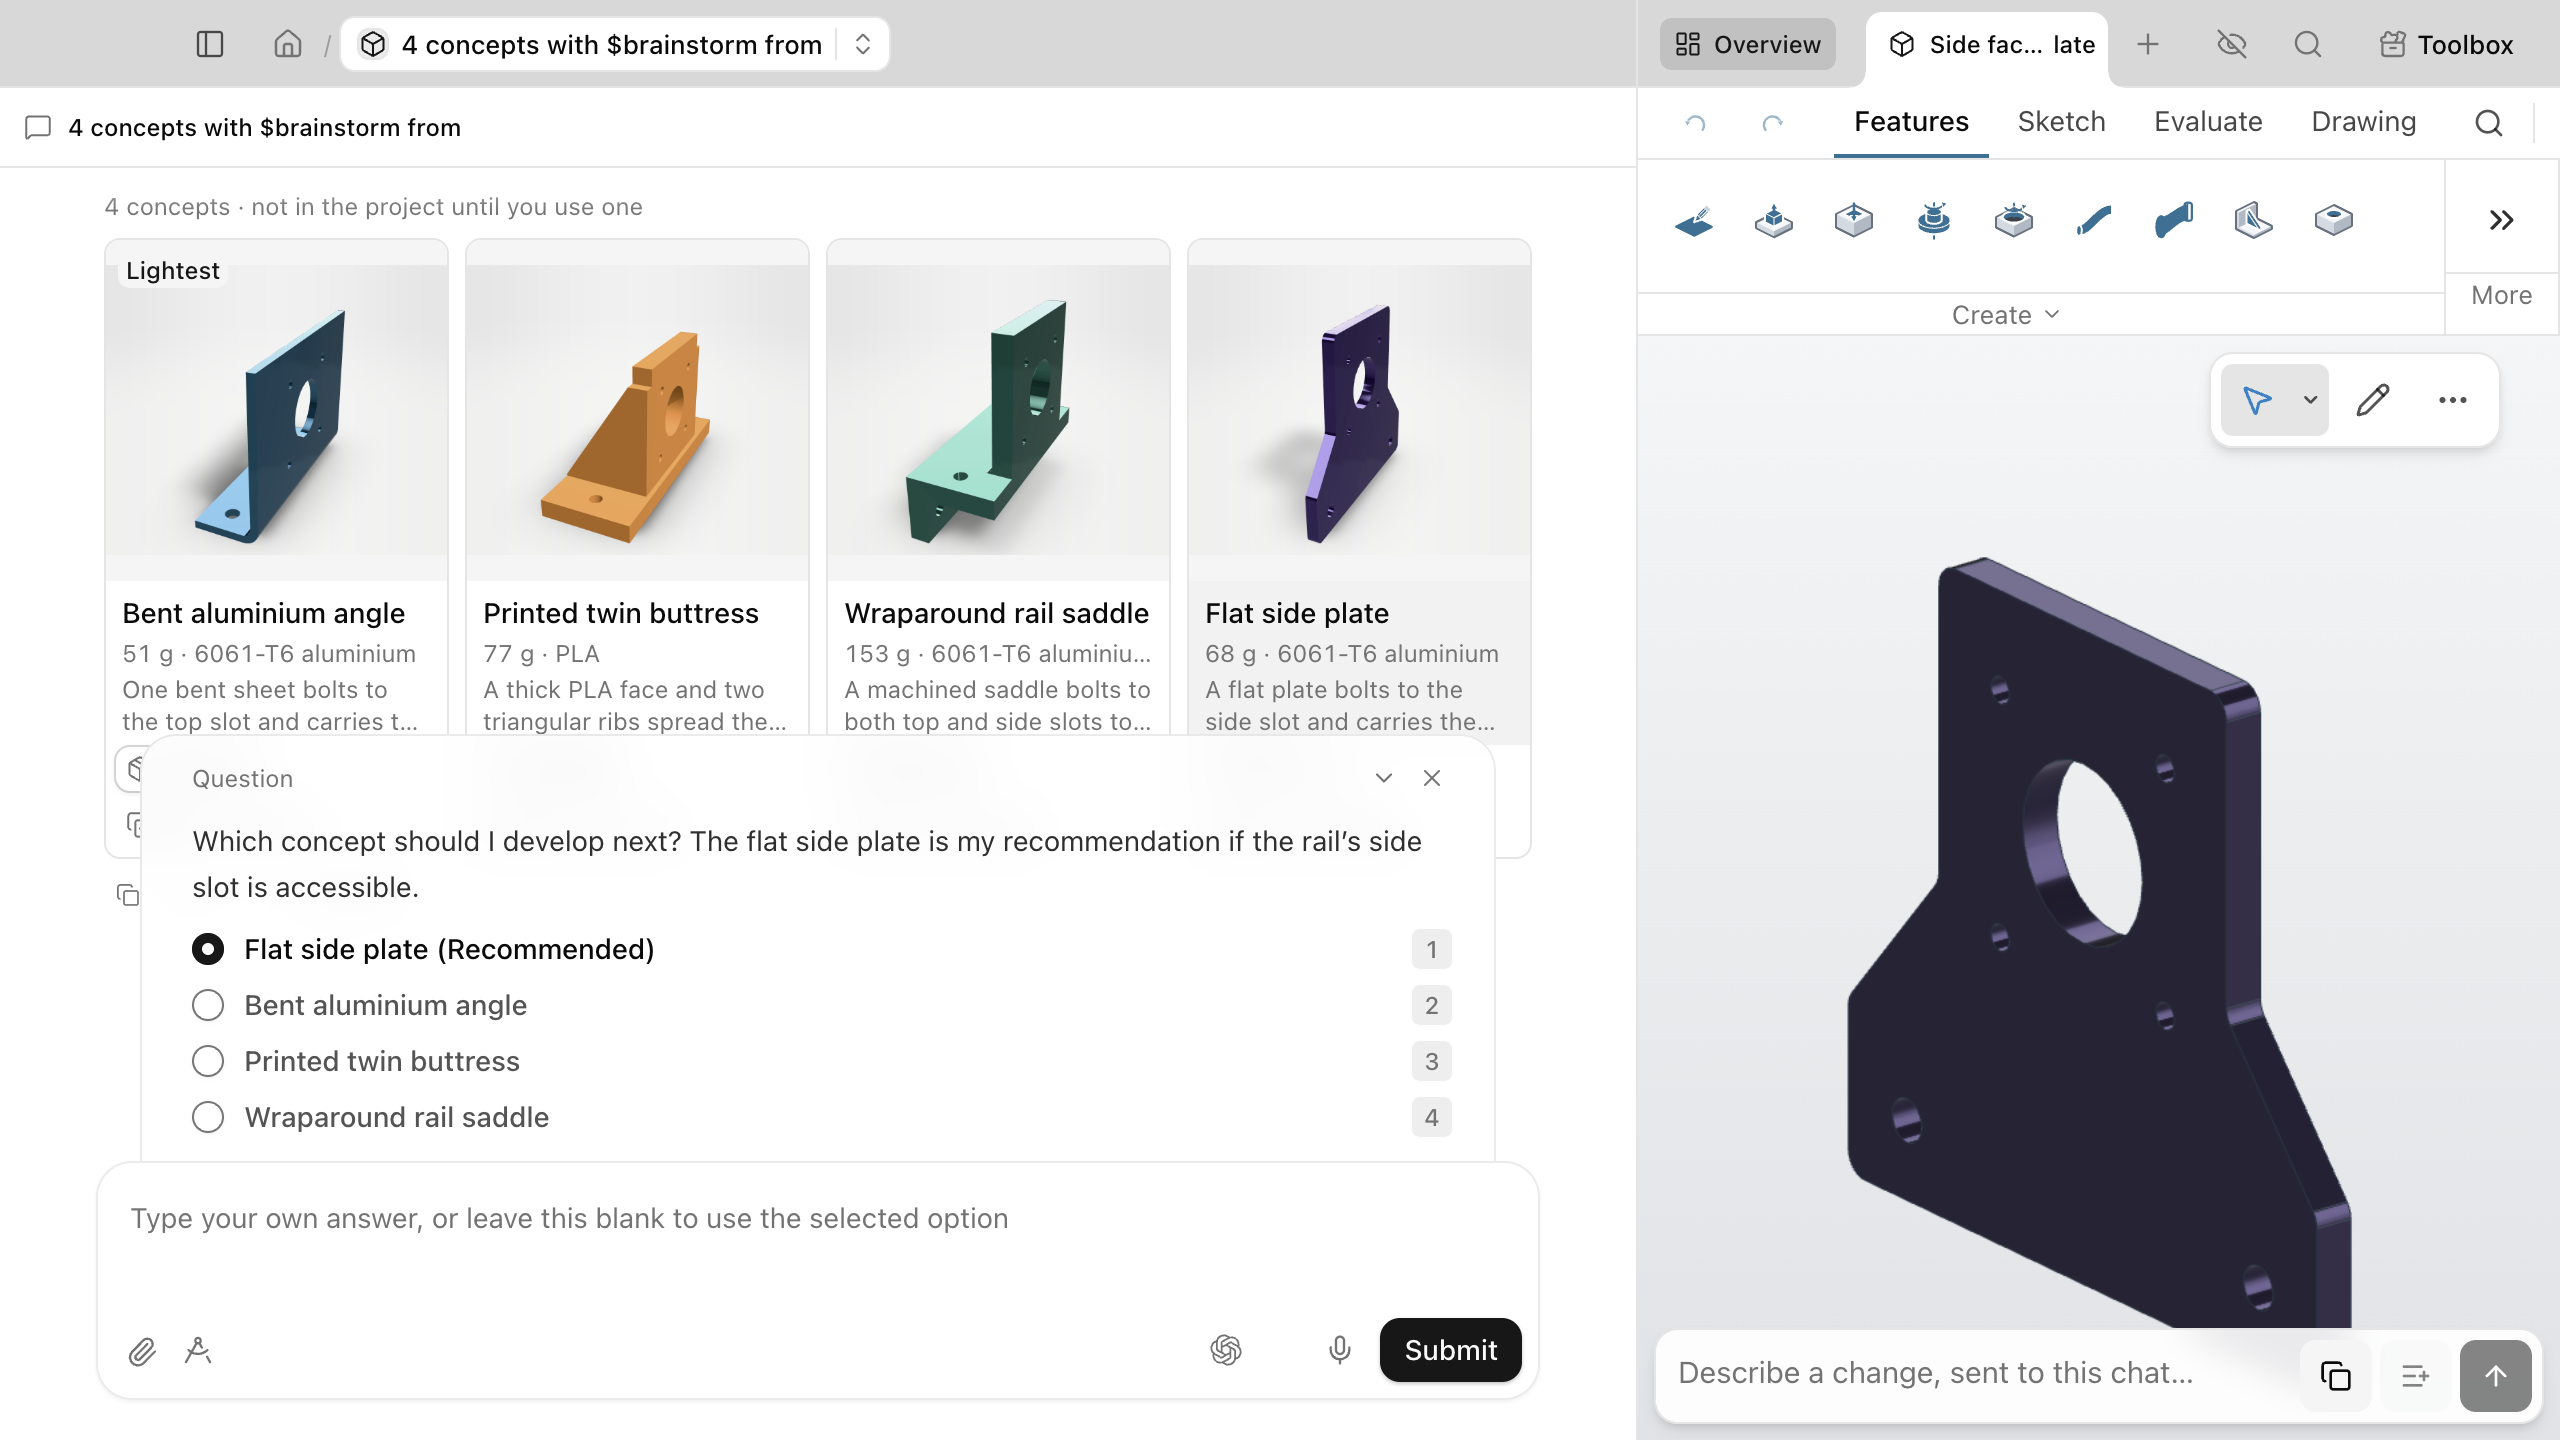 4 concepts with $brainstorm from
Overview
Side fac... late
Toolbox
4 concepts with $brainstorm from
Features
Sketch
Evaluate
Drawing
4 concepts · not in the project until you use one
Create
More
Lightest
Bent aluminium angle
51 g · 6061-T6 aluminium
One bent sheet bolts to
the top slot and carries t...
Printed twin buttress
77 g · PLA
A thick PLA face and two
triangular ribs spread the...
Wraparound rail saddle
153 g · 6061-T6 aluminiu...
A machined saddle bolts to
both top and side slots to...
Flat side plate
68 g · 6061-T6 aluminium
A flat plate bolts to the
side slot and carries the...
Question
Which concept should I develop next? The flat side plate is my recommendation if the rail’s side
slot is accessible.
Flat side plate (Recommended)
1
Bent aluminium angle
2
Printed twin buttress
3
Wraparound rail saddle
4
Type your own answer, or leave this blank to use the selected option
Submit
Describe a change, sent to this chat...